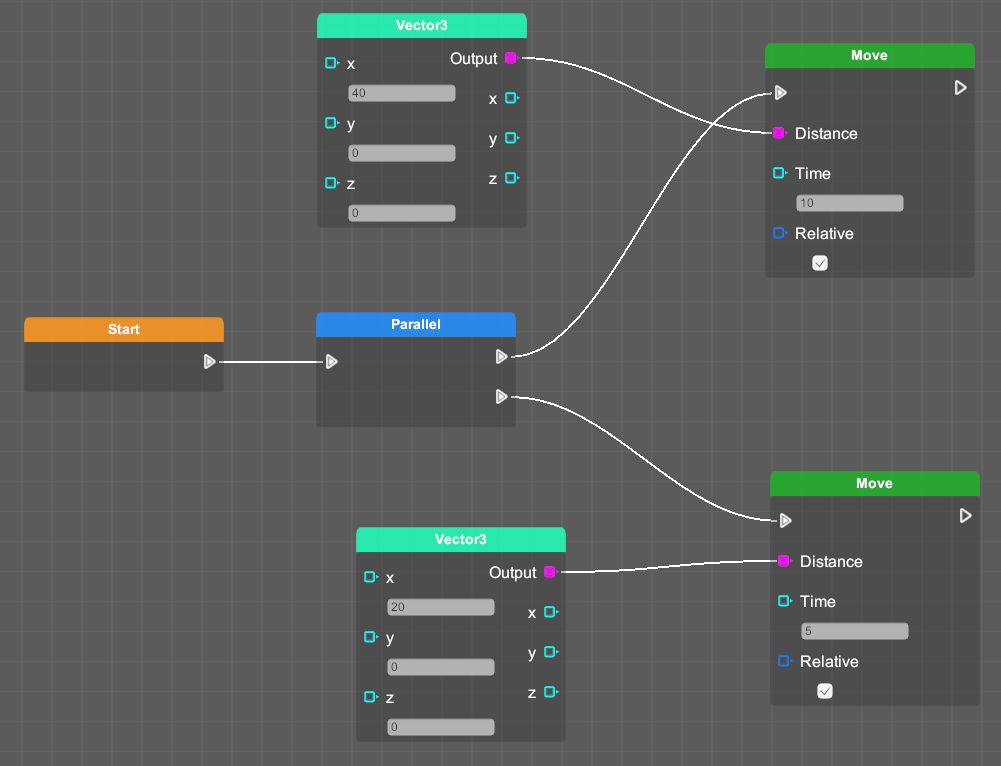 Vector3
Output
x
40
x
y
y
0
z
z
0
Move
Distance
Time
10
Relative
Start
Parallel
Vector3
Output
x
20
x
y
y
0
z
z
0
Move
Distance
Time
5
Relative